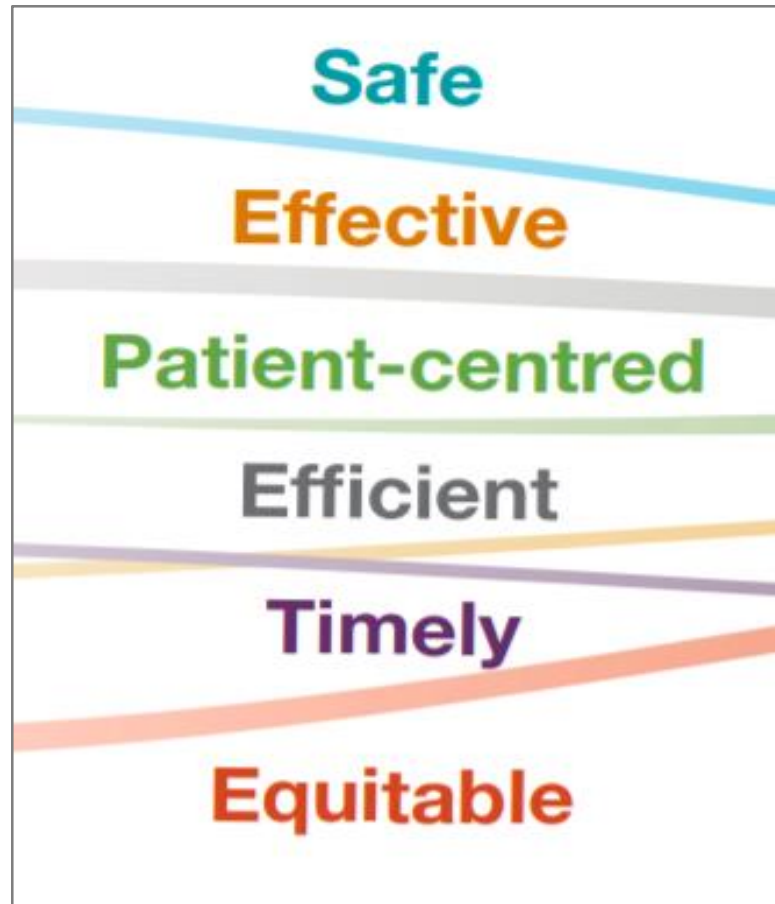 Safe
Effective
Patient-centred
Efficient
Timely
Equitable